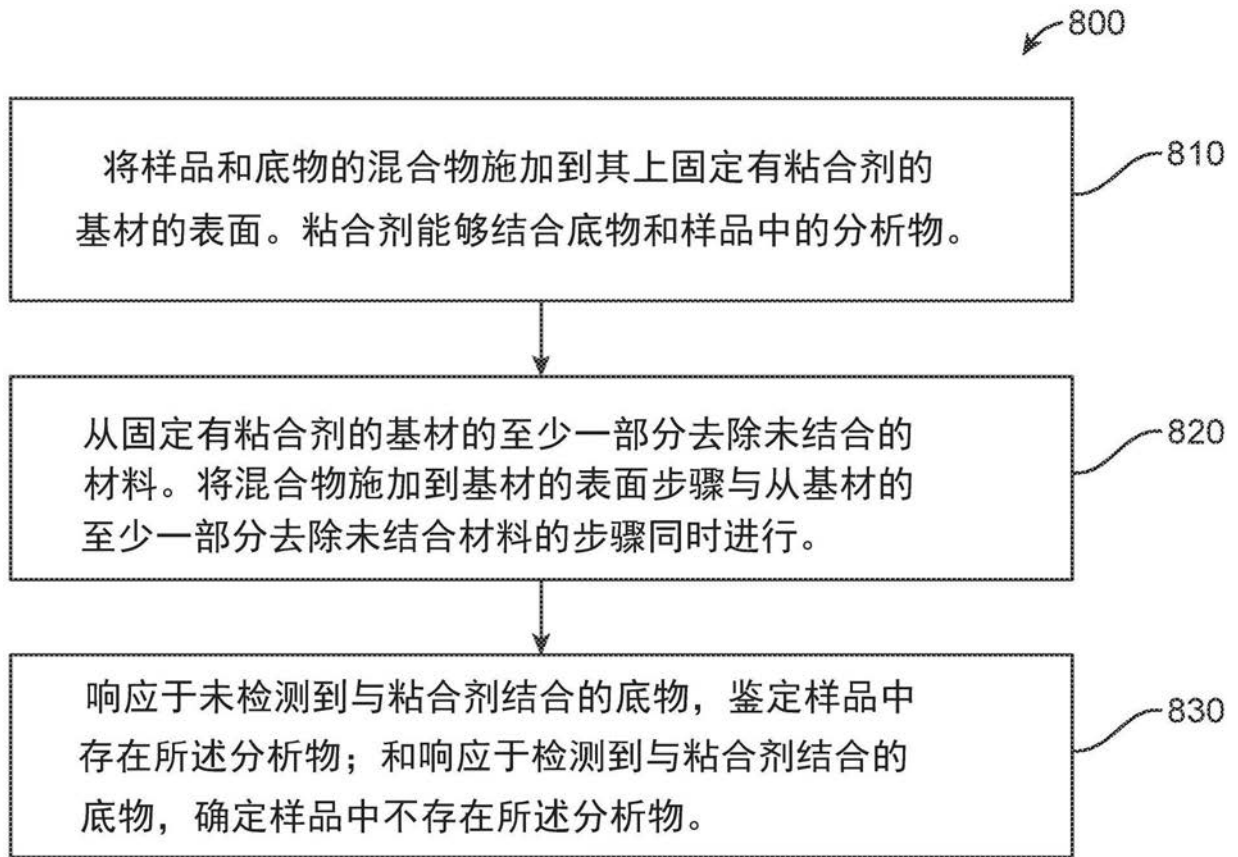 800
将样品和底物的混合物施加到其上固定有粘合剂的
基材的表面。粘合剂能够结合底物和样品中的分析物。
810
从固定有粘合剂的基材的至少一部分去除未结合的
材料。将混合物施加到基材的表面步骤与从基材的
至少一部分去除未结合材料的步骤同时进行。
820
响应于未检测到与粘合剂结合的底物，鉴定样品中
存在所述分析物；和响应于检测到与粘合剂结合的
底物，确定样品中不存在所述分析物。
830